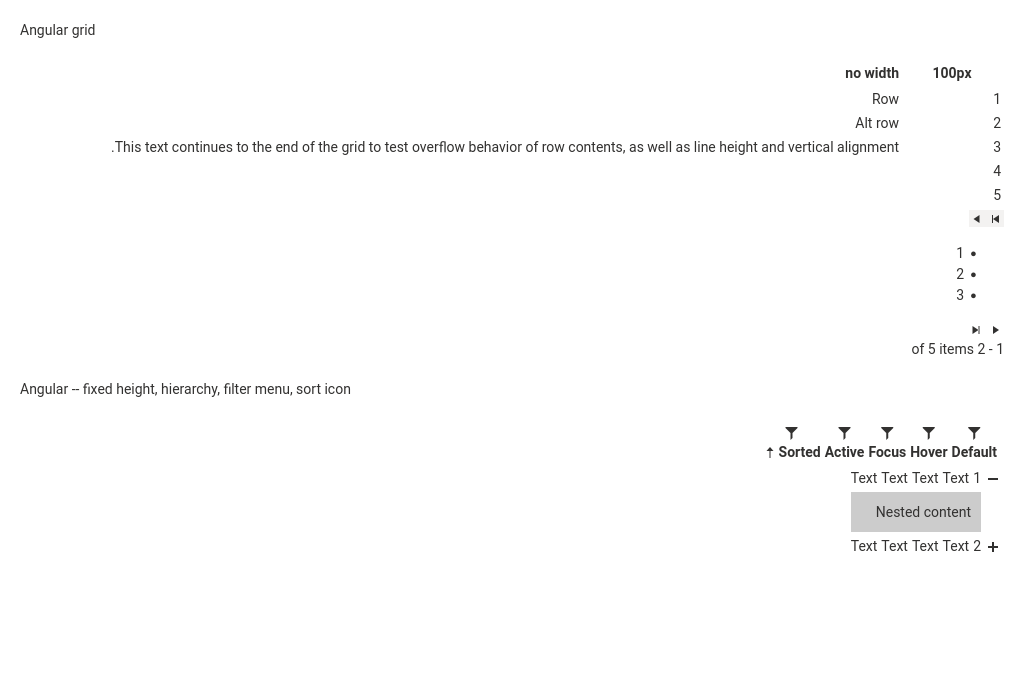 Angular grid
100px no width
1 Row
2 Alt row
3 This text continues to the end of the grid to test overflow behavior of row contents, as well as line height and vertical alignment.
4
5
• 1
• 2
• 3
1 - 2 of 5 items
Angular -- fixed height, hierarchy, filter menu, sort icon
Default Hover Focus Active Sorted ↑
1 Text Text Text Text
Nested content
2 Text Text Text Text